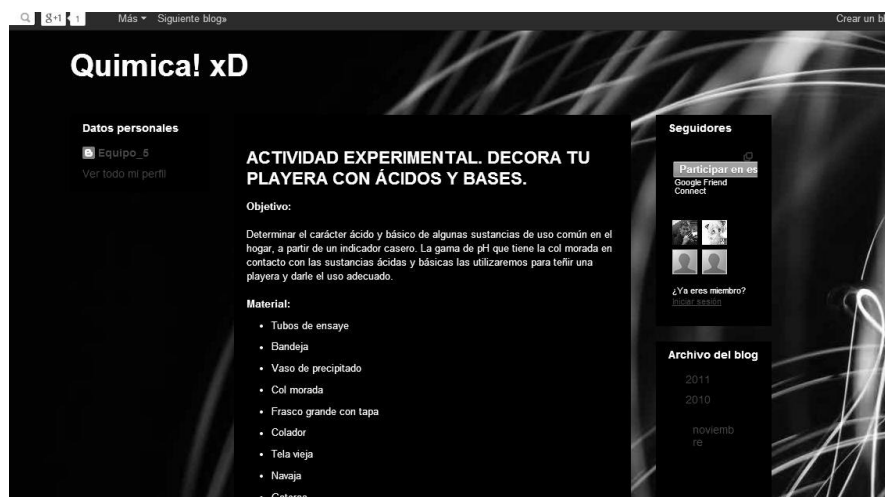 g+1 1 Más Siguiente blog» Crear un bl
Quimica! xD
Datos personales
Equipo_5
Ver todo mi perfil
ACTIVIDAD EXPERIMENTAL. DECORA TU
PLAYERA CON ÁCIDOS Y BASES.
Objetivo:
Determinar el carácter ácido y básico de algunas sustancias de uso común en el
hogar, a partir de un indicador casero. La gama de pH que tiene la col morada en
contacto con las sustancias ácidas y básicas las utilizaremos para teñir una
playera y darle el uso adecuado.
Material:
Tubos de ensaye
Bandeja
Vaso de precipitado
Col morada
Frasco grande con tapa
Colador
Tela vieja
Navaja
Seguidores
Participar en es
Google Friend
Connect
¿Ya eres miembro?
Iniciar sesión
Archivo del blog
2011
2010
noviemb
re